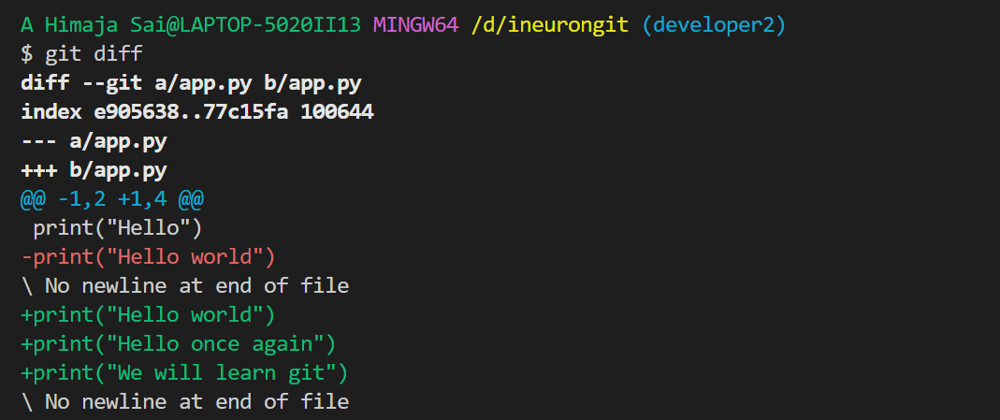 A Himaja Sai@LAPTOP-5020II13 MINGW64 /d/ineurongit (developer2)
$ git diff
diff --git a/app.py b/app.py
index e905638..77c15fa 100644
--- a/app.py
+++ b/app.py
@@ -1,2 +1,4 @@
 print("Hello")
-print("Hello world")
\ No newline at end of file
+print("Hello world")
+print("Hello once again")
+print("We will learn git")
\ No newline at end of file